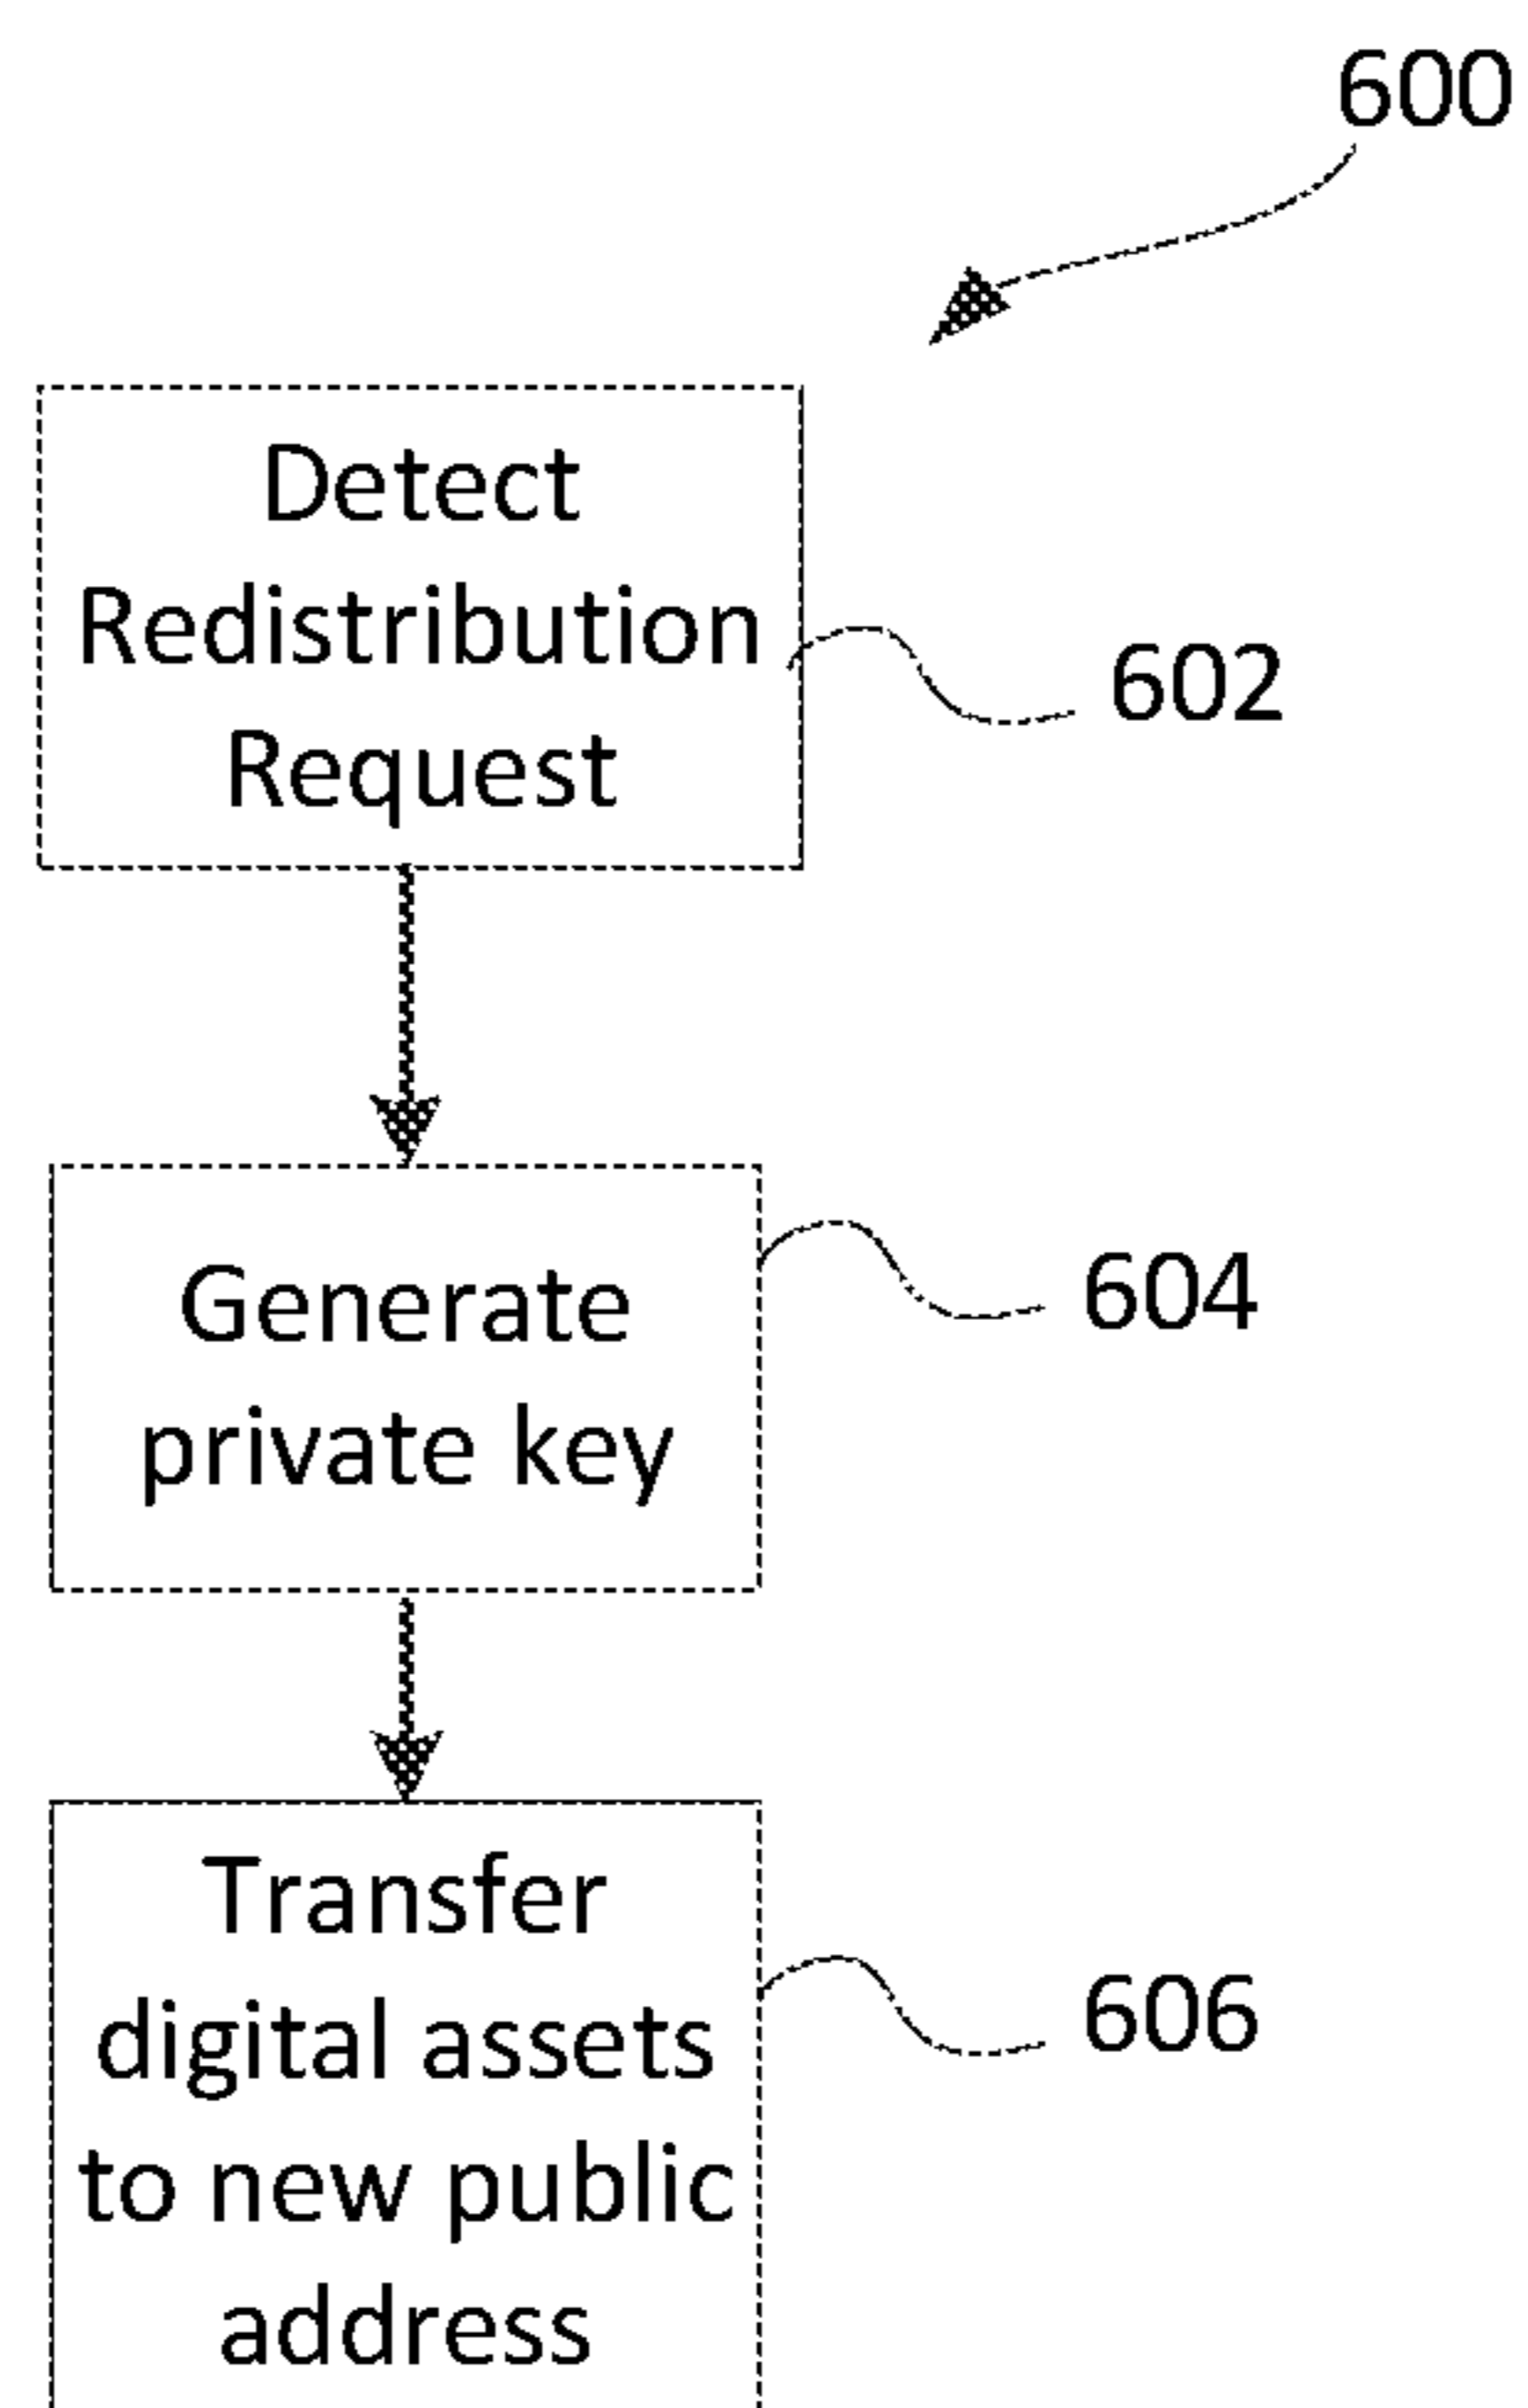 600
Detect
Redistribution
Request
602
Generate
private key
604
Transfer
digital assets
to new public
address
606